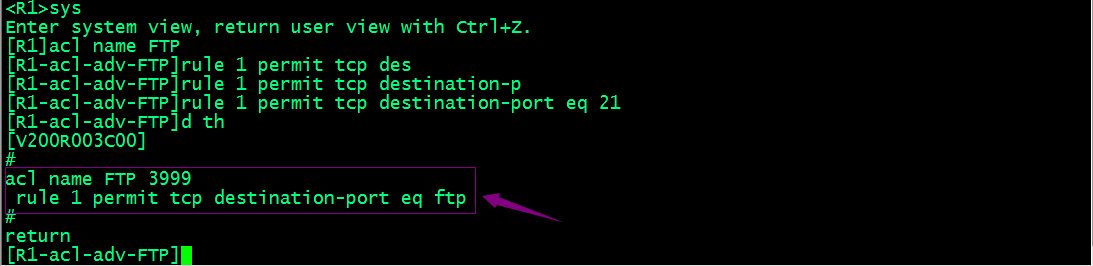 <R1>sys
Enter system view, return user view with Ctrl+Z.
[R1]acl name FTP
[R1-acl-adv-FTP]rule 1 permit tcp des
[R1-acl-adv-FTP]rule 1 permit tcp destination-p
[R1-acl-adv-FTP]rule 1 permit tcp destination-port eq 21
[R1-acl-adv-FTP]d th
[V200R003C00]
#
acl name FTP 3999
 rule 1 permit tcp destination-port eq ftp
#
return
[R1-acl-adv-FTP]